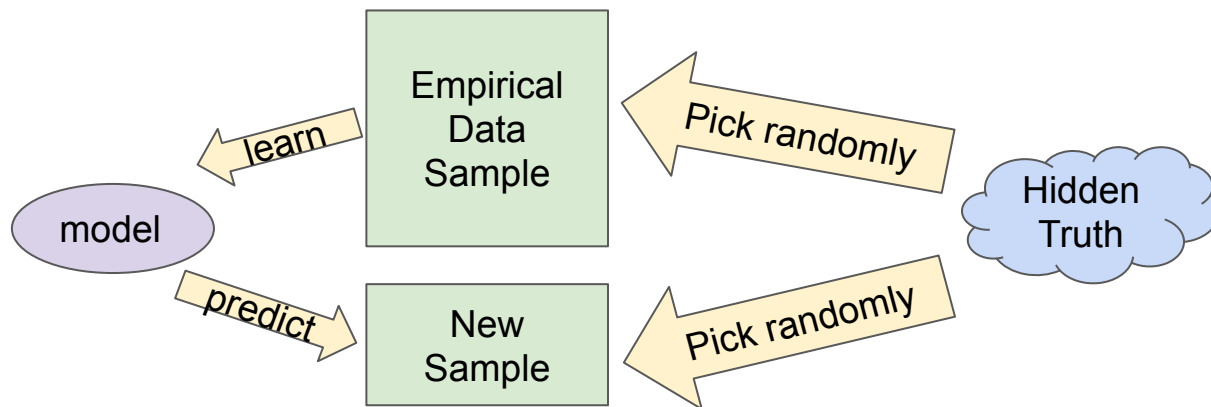 Empirical
Data
Sample
learn
Pick randomly
Hidden
Truth
model
predict
New
Sample
Pick randomly